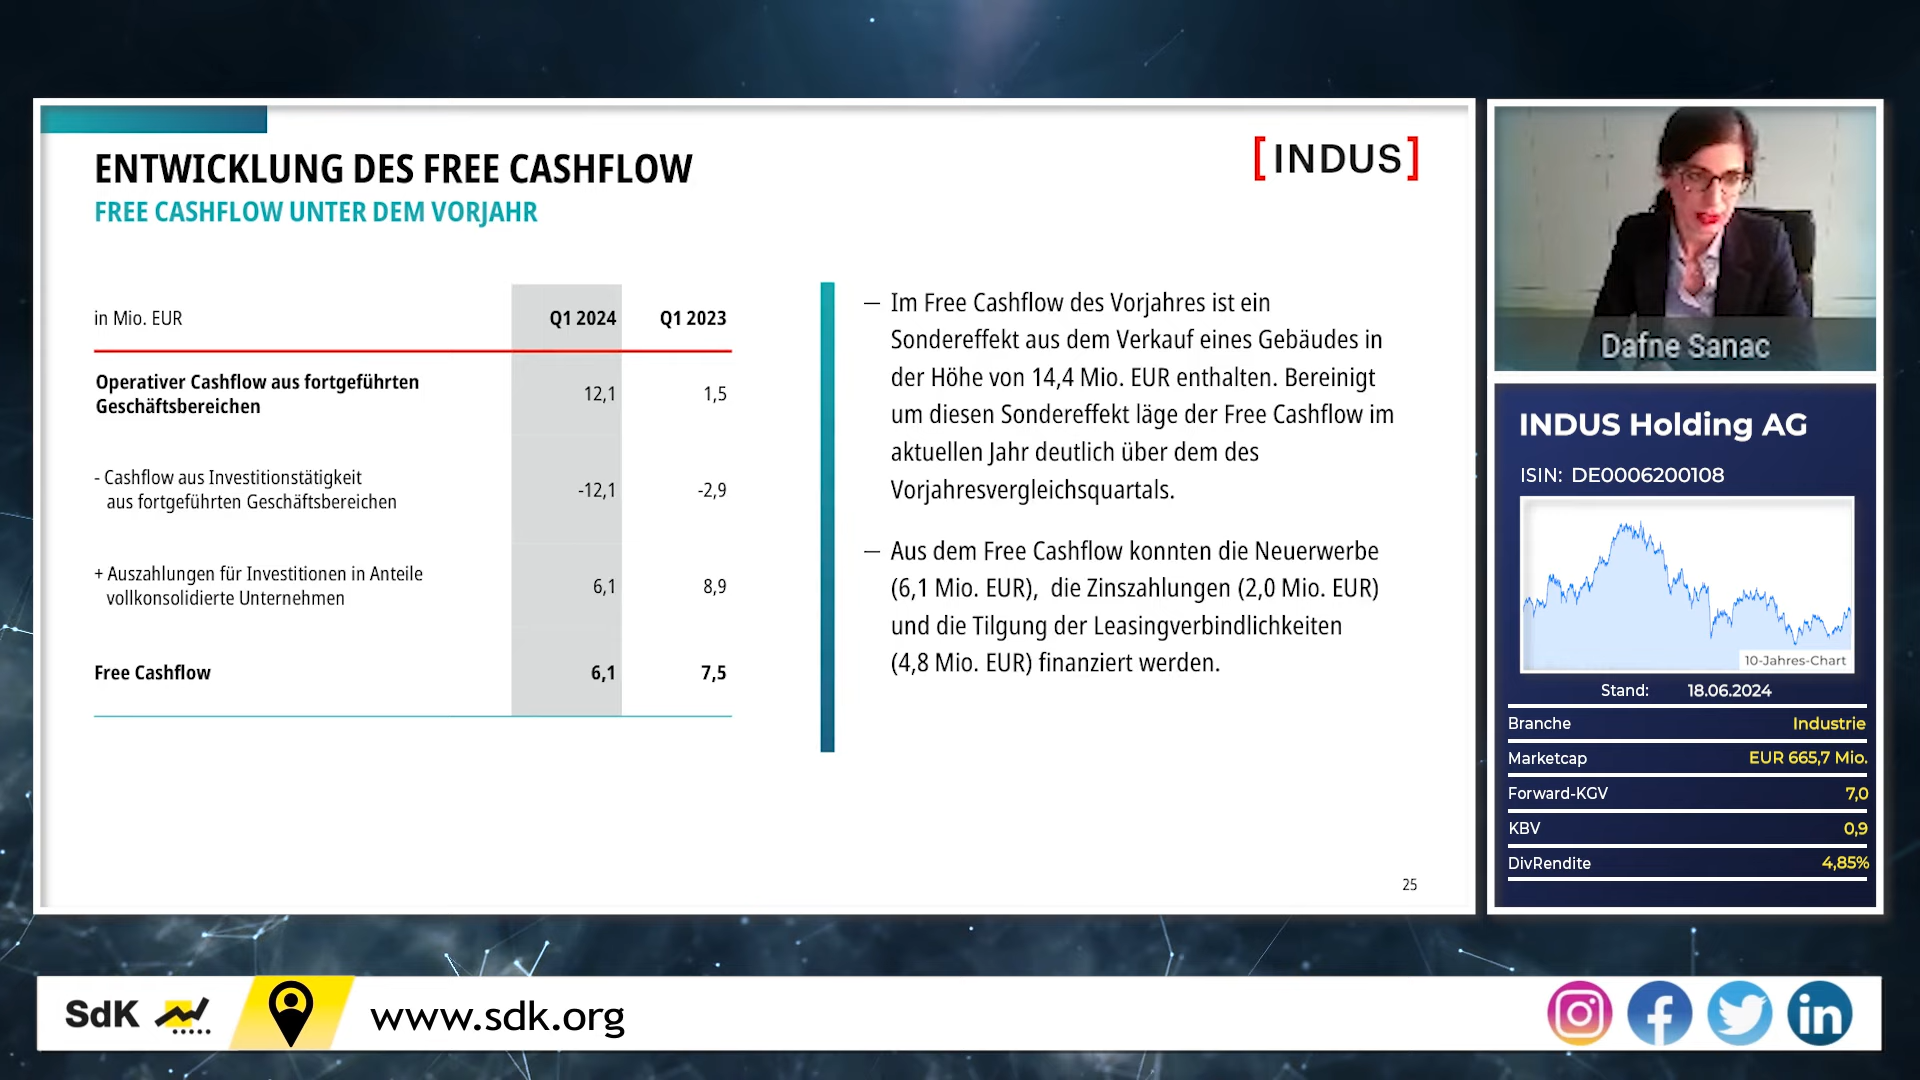 ENTWICKLUNG DES FREE CASHFLOW
FREE CASHFLOW UNTER DEM VORJAHR
[INDUS]
in Mio. EUR Q1 2024 Q1 2023
Operativer Cashflow aus fortgeführten
Geschäftsbereichen 12,1 1,5
- Cashflow aus Investitionstätigkeit
aus fortgeführten Geschäftsbereichen -12,1 -2,9
+ Auszahlungen für Investitionen in Anteile
vollkonsolidierte Unternehmen 6,1 8,9
Free Cashflow 6,1 7,5
— Im Free Cashflow des Vorjahres ist ein
Sondereffekt aus dem Verkauf eines Gebäudes in
der Höhe von 14,4 Mio. EUR enthalten. Bereinigt
um diesen Sondereffekt läge der Free Cashflow im
aktuellen Jahr deutlich über dem des
Vorjahresvergleichsquartals.
— Aus dem Free Cashflow konnten die Neuerwerbe
(6,1 Mio. EUR), die Zinszahlungen (2,0 Mio. EUR)
und die Tilgung der Leasingverbindlichkeiten
(4,8 Mio. EUR) finanziert werden.
25
Dafne Sanac
INDUS Holding AG
ISIN: DE0006200108
10-Jahres-Chart
Stand: 18.06.2024
Branche Industrie
Marketcap EUR 665,7 Mio.
Forward-KGV 7,0
KBV 0,9
DivRendite 4,85%
SdK
www.sdk.org